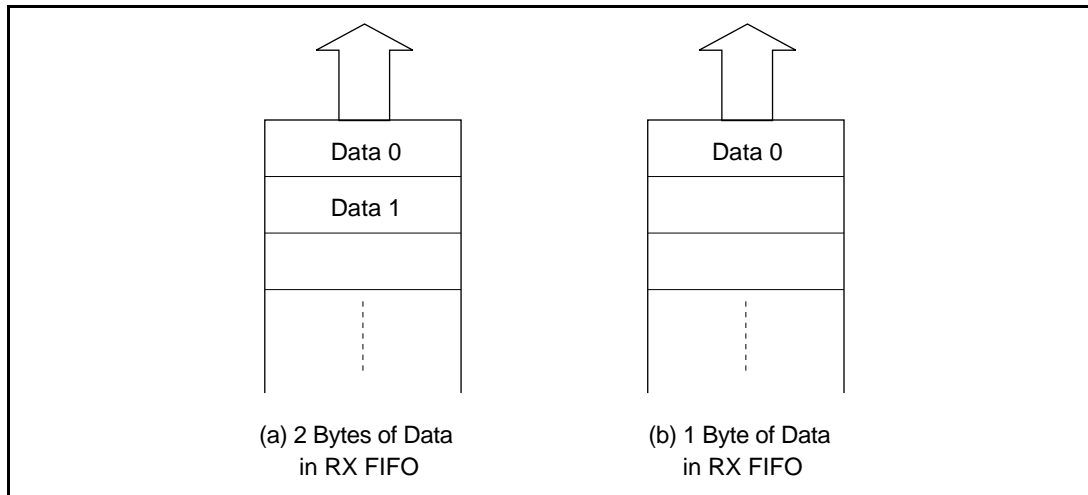 Data 0
Data 1
(a) 2 Bytes of Data
in RX FIFO
Data 0
(b) 1 Byte of Data
in RX FIFO